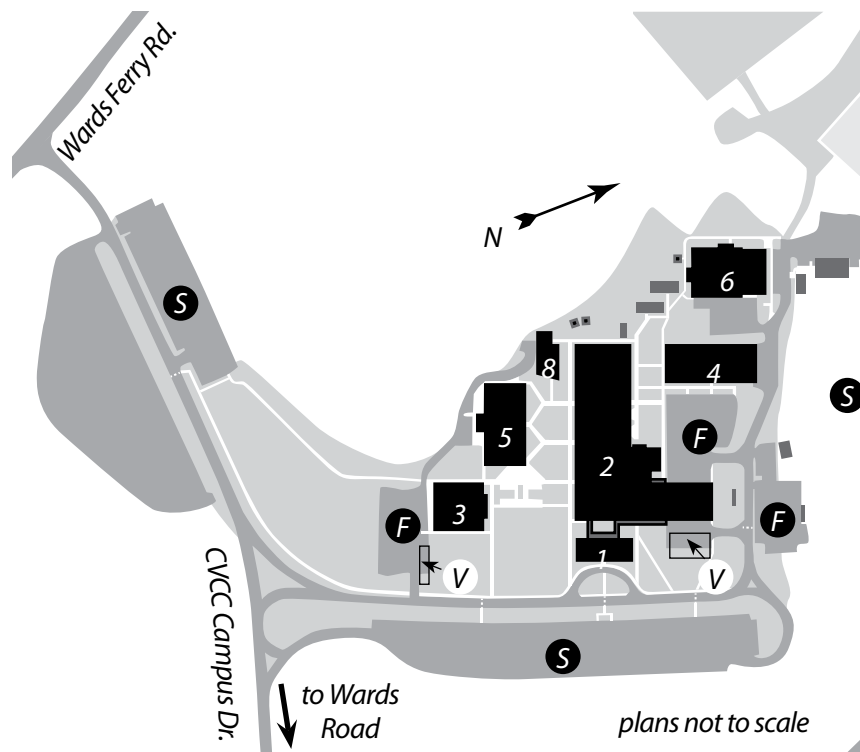 Wards Ferry Rd.
N
S
6
8
4
S
5
F
2
3
F
F
1
V
V
CVCC Campus Dr.
S
to Wards
Road
plans not to scale